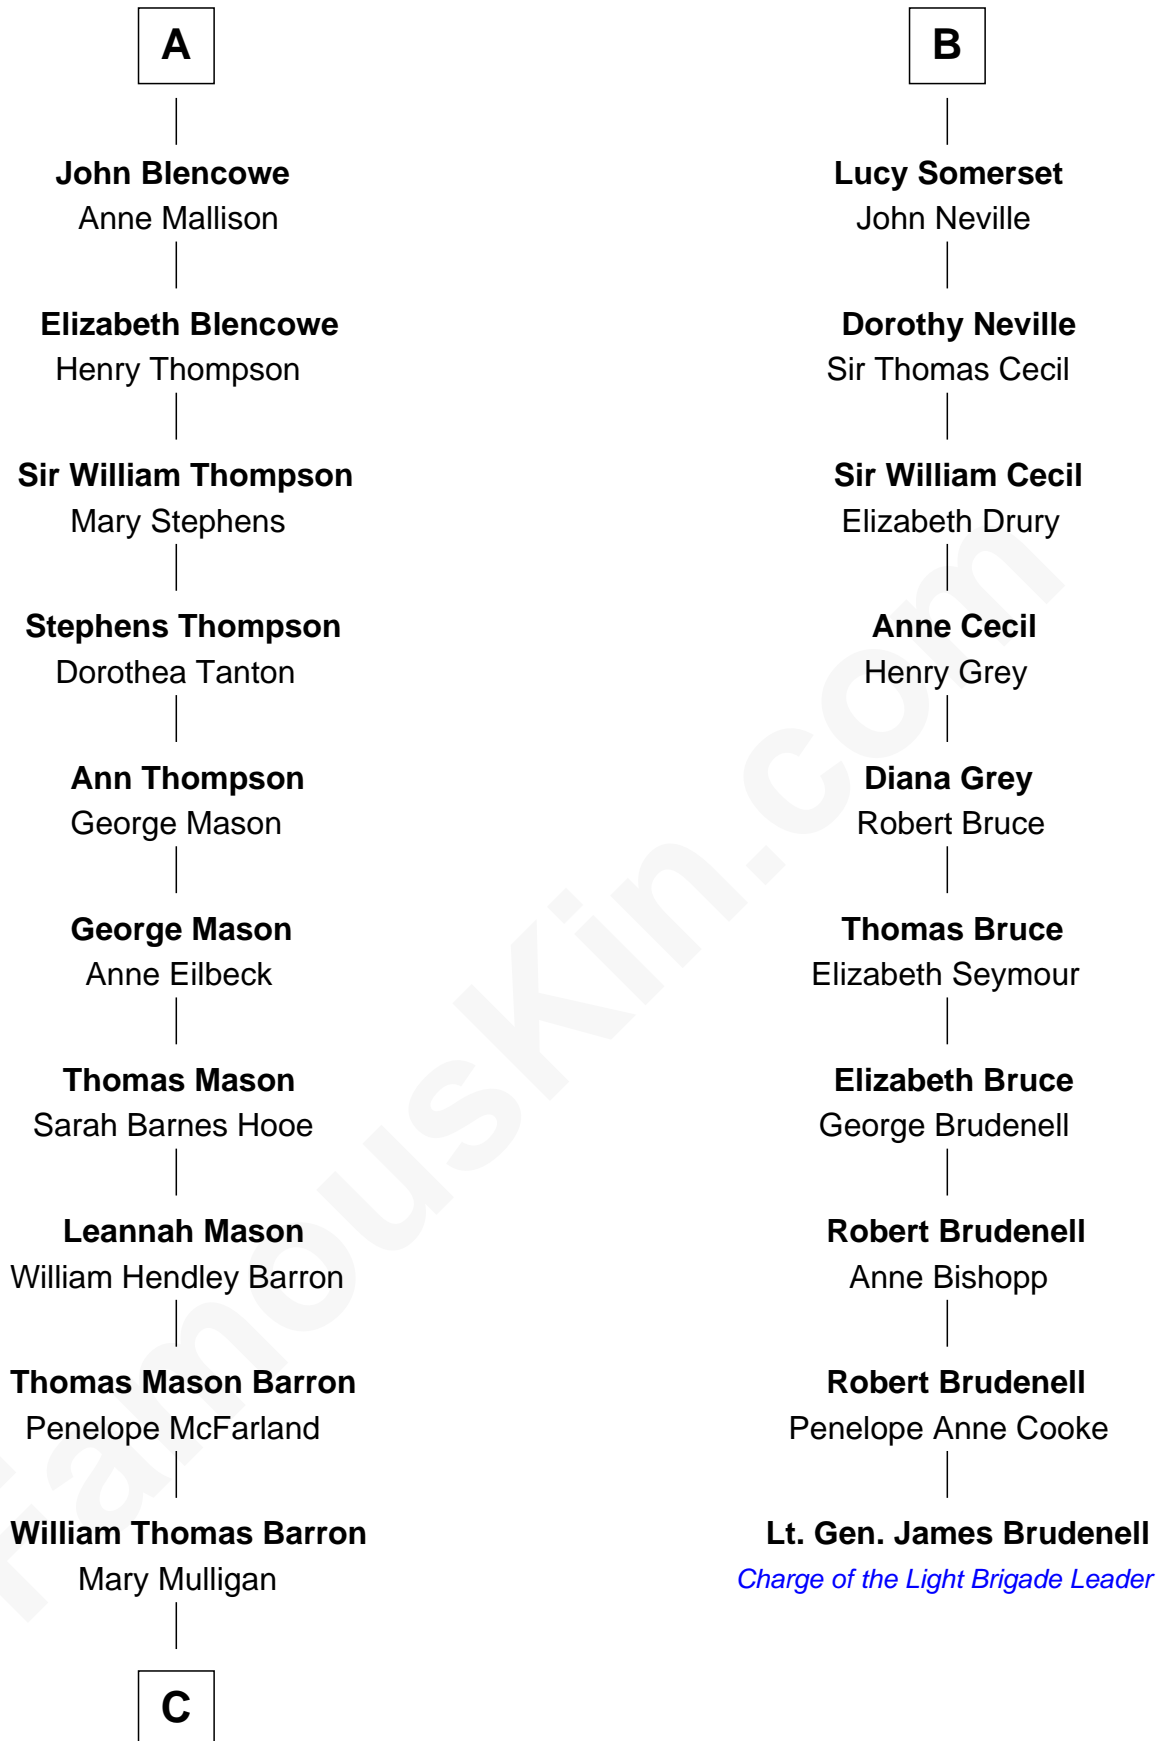 A
John Blencowe
Anne Mallison
Elizabeth Blencowe
Henry Thompson
Sir William Thompson
Mary Stephens
Stephens Thompson
Dorothea Tanton
Ann Thompson
George Mason
George Mason
Anne Eilbeck
Thomas Mason
Sarah Barnes Hooe
Leannah Mason
William Hendley Barron
Thomas Mason Barron
Penelope McFarland
William Thomas Barron
Mary Mulligan
C
B
Lucy Somerset
John Neville
Dorothy Neville
Sir Thomas Cecil
Sir William Cecil
Elizabeth Drury
Anne Cecil
Henry Grey
Diana Grey
Robert Bruce
Thomas Bruce
Elizabeth Seymour
Elizabeth Bruce
George Brudenell
Robert Brudenell
Anne Bishopp
Robert Brudenell
Penelope Anne Cooke
Lt. Gen. James Brudenell
Charge of the Light Brigade Leader
FamousKin.com